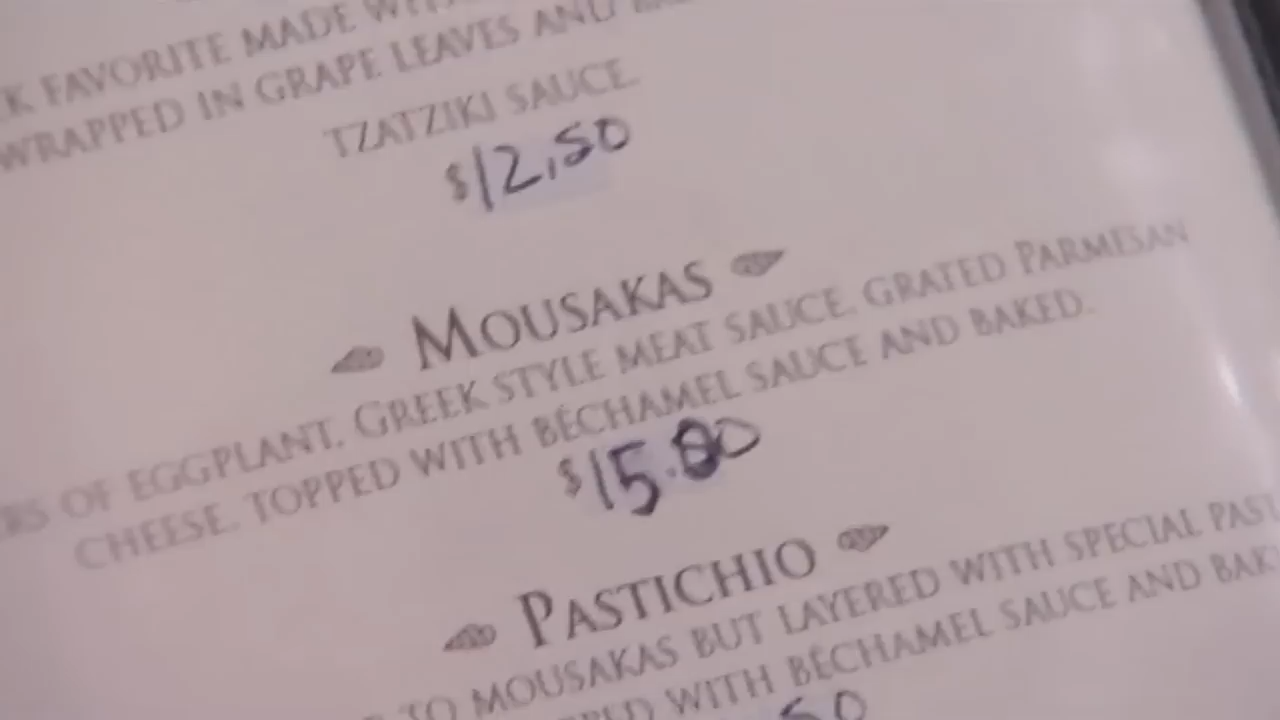 FAVORITE MADE
WRAPPED IN GRAPE LEAVES AND
TZATZIKI SAUCE.
$12,50
MOUSAKAS
OF EGGPLANT, GREEK STYLE MEAT SAUCE, GRATED PARMESAN
CHEESE, TOPPED WITH BÉCHAMEL SAUCE AND BAKED.
$15.00
PASTICHIO
TO MOUSAKAS BUT LAYERED WITH SPECIAL
WITH BÉCHAMEL SAUCE AND
50